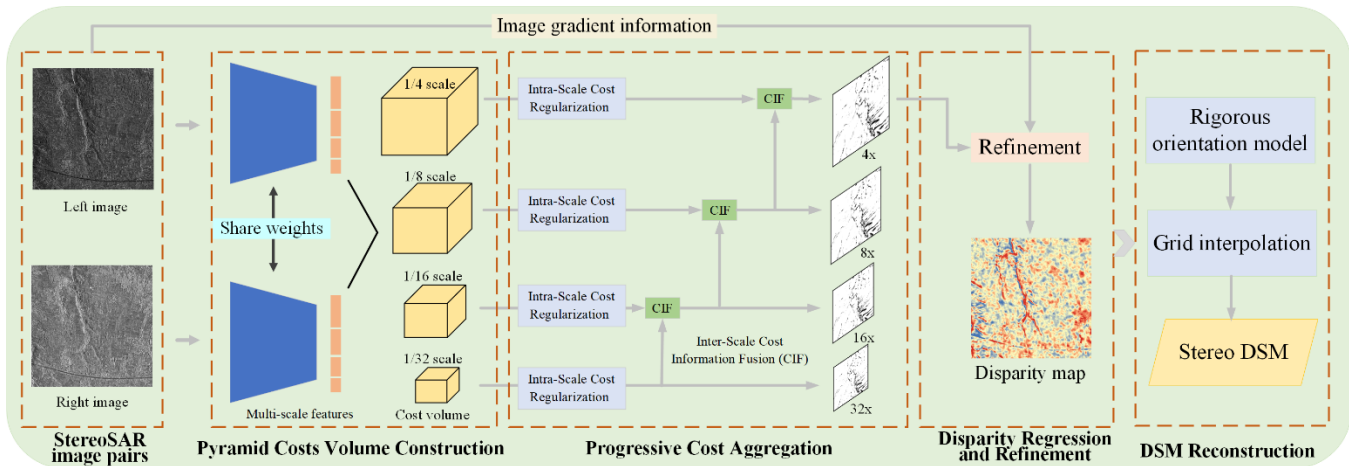 Image gradient information
Left image
Right image
StereoSAR
image pairs
Share weights
Multi-scale features
1/4 scale
1/8 scale
1/16 scale
1/32 scale
Cost volume
Pyramid Costs Volume Construction
Intra-Scale Cost
Regularization
CIF
4x
Intra-Scale Cost
Regularization
CIF
8x
Intra-Scale Cost
Regularization
CIF
16x
Inter-Scale Cost
Information Fusion (CIF)
Intra-Scale Cost
Regularization
32x
Progressive Cost Aggregation
Refinement
Disparity map
Disparity Regression
and Refinement
Rigorous
orientation model
Grid interpolation
Stereo DSM
DSM Reconstruction